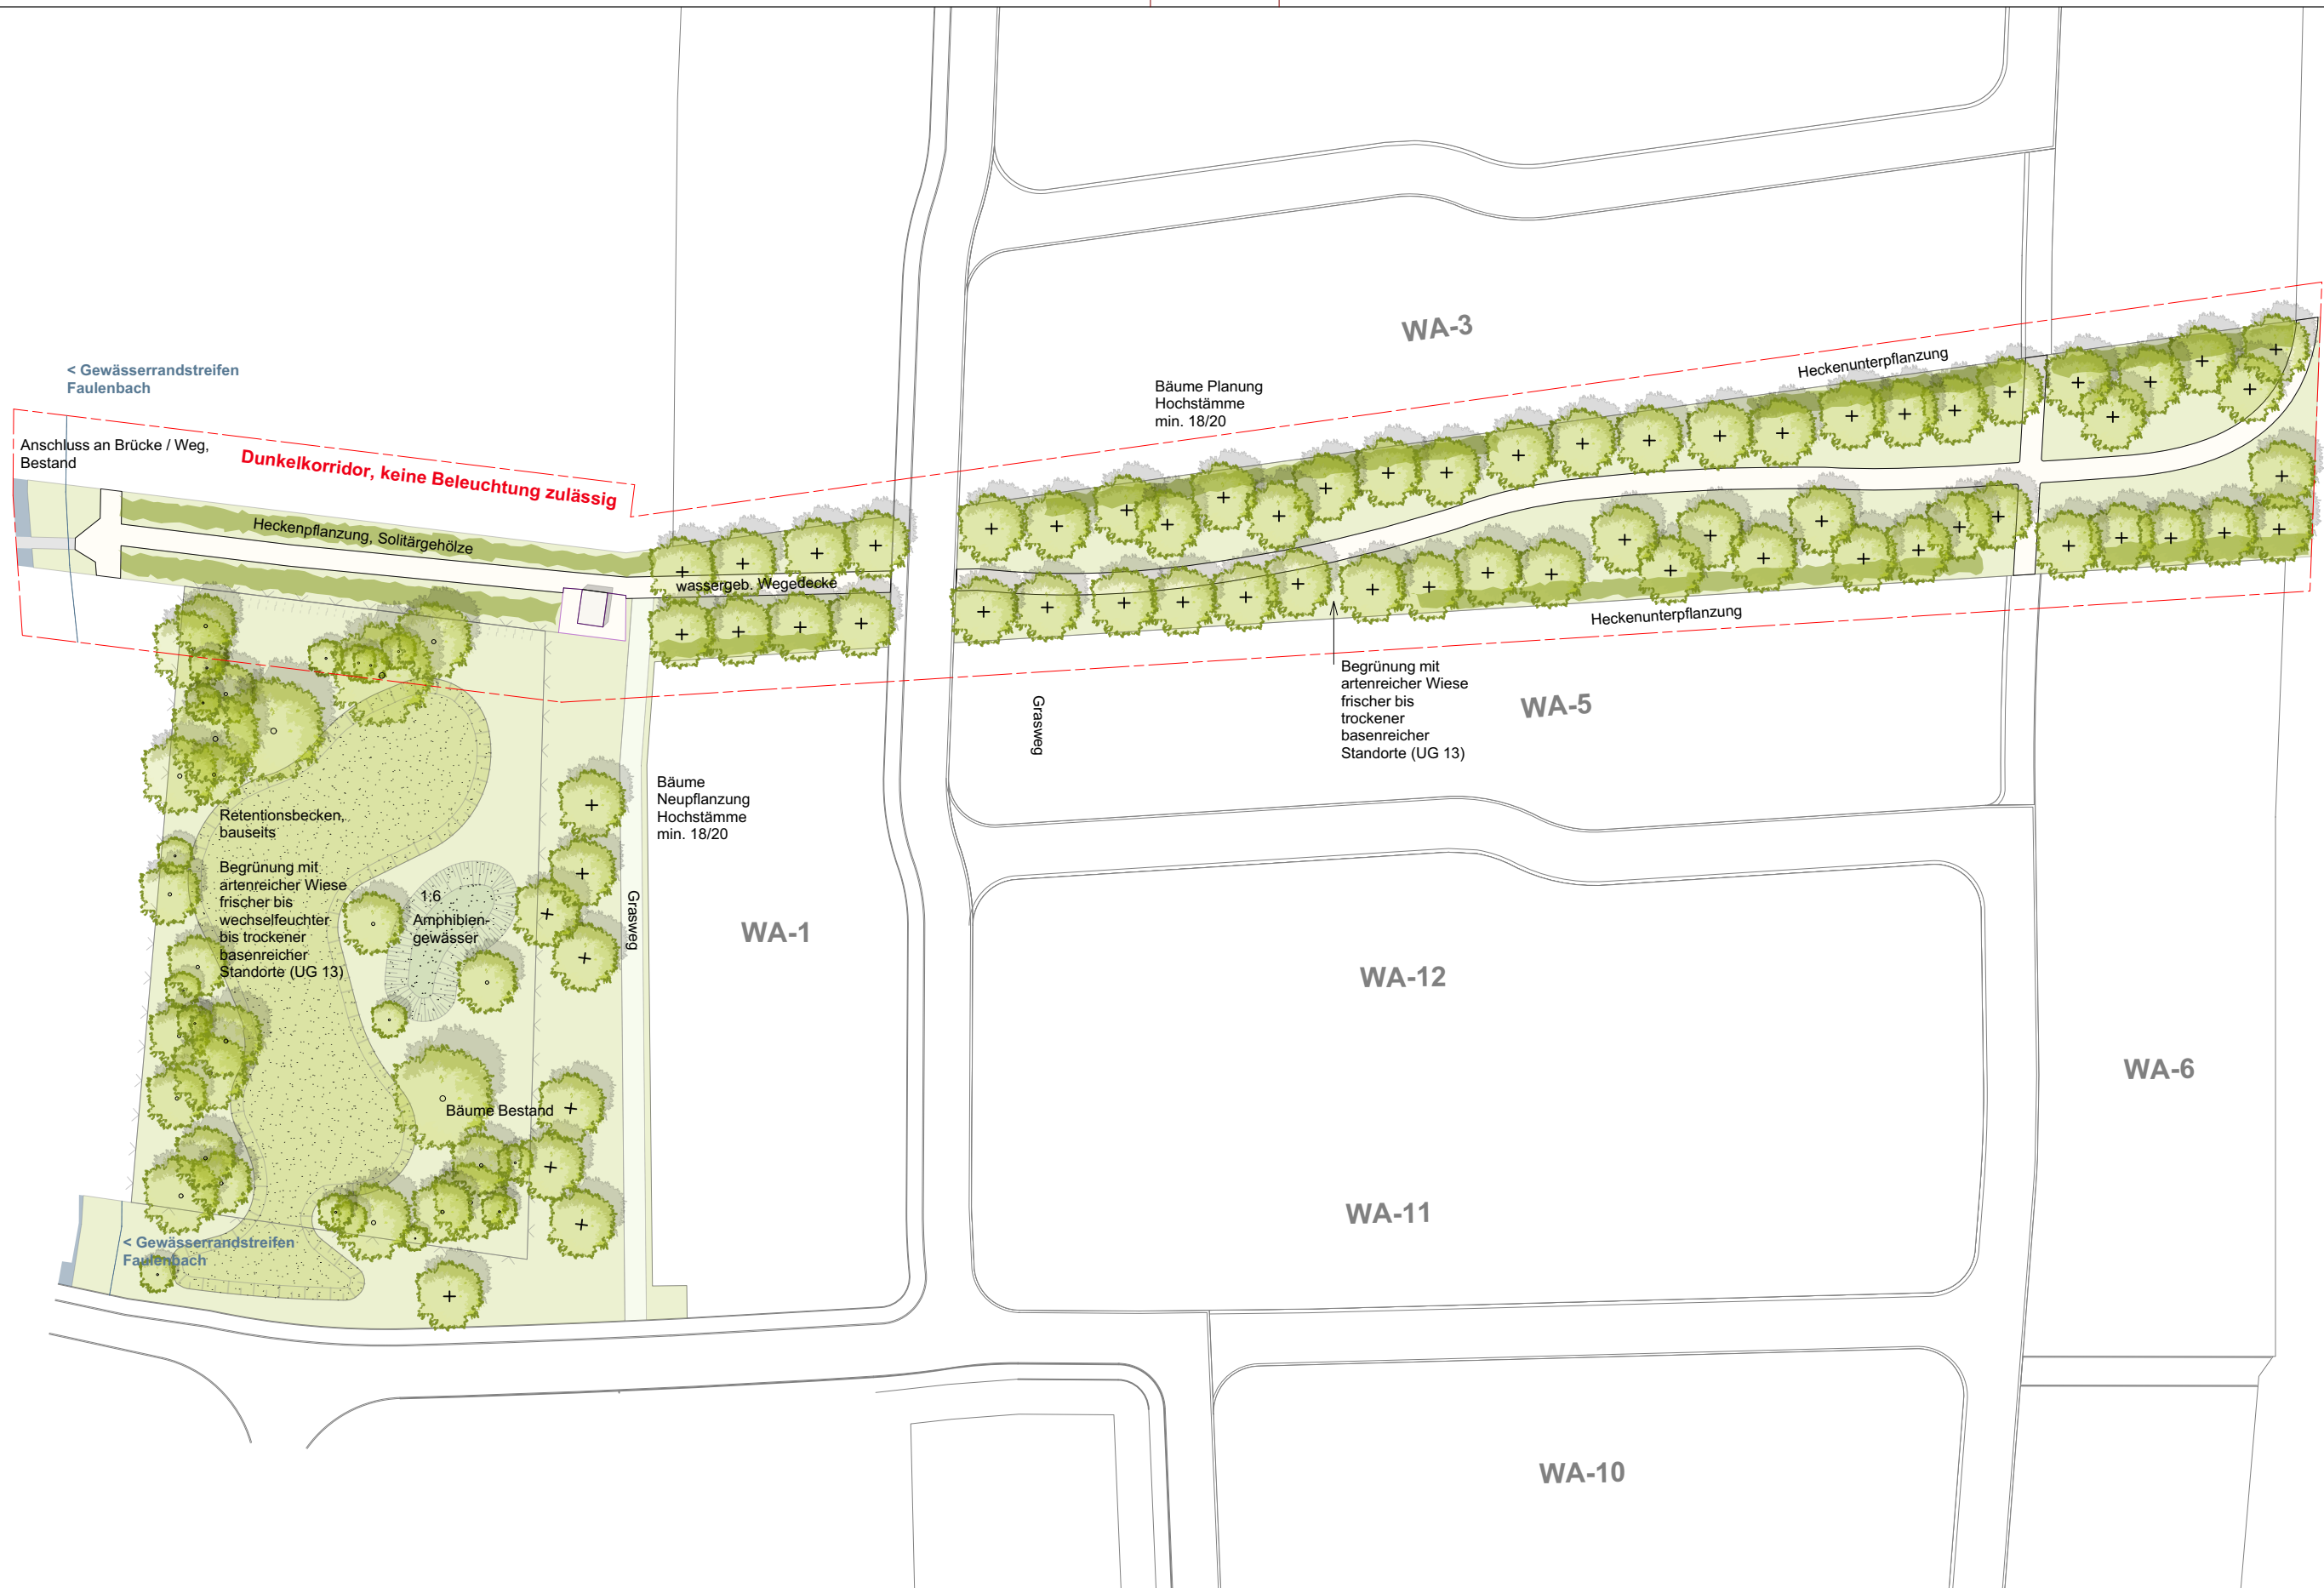 WA-3
Heckenunterpflanzung
Bäume Planung
Hochstämme
min. 18/20
< Gewässerrandstreifen
Faulenbach
Anschluss an Brücke / Weg,
Bestand
Dunkelkorridor, keine Beleuchtung zulässig
Heckenpflanzung, Solitärgehölze
wassergeb. Wegedecke
Heckenunterpflanzung
Begrünung mit
artenreicher Wiese
frischer bis
trockener
basenreicher
Standorte (UG 13)
WA-5
Grasweg
Bäume
Neupflanzung
Hochstämme
min. 18/20
Retentionsbecken,
bauseits
Begrünung mit
artenreicher Wiese
frischer bis
wechselfeuchter
bis trockener
basenreicher
Standorte (UG 13)
1:6
Amphibien-
gewässer
Grasweg
WA-1
WA-12
WA-6
Bäume Bestand
WA-11
< Gewässerrandstreifen
Faulenbach
WA-10